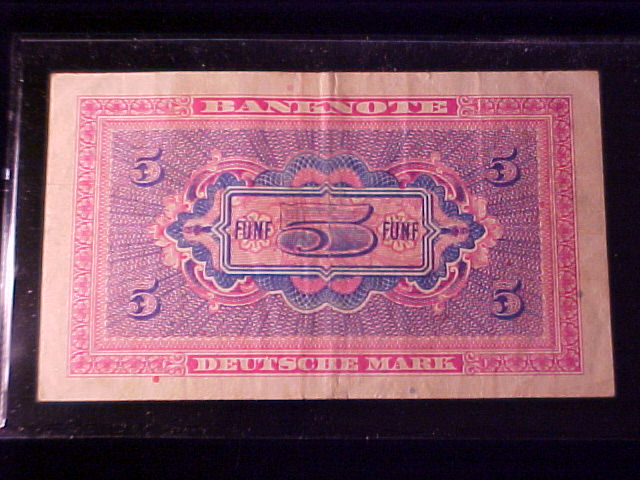 BANKNOTE
5 5
FÜNF 5 FÜNF
5 5
DEUTSCHE MARK